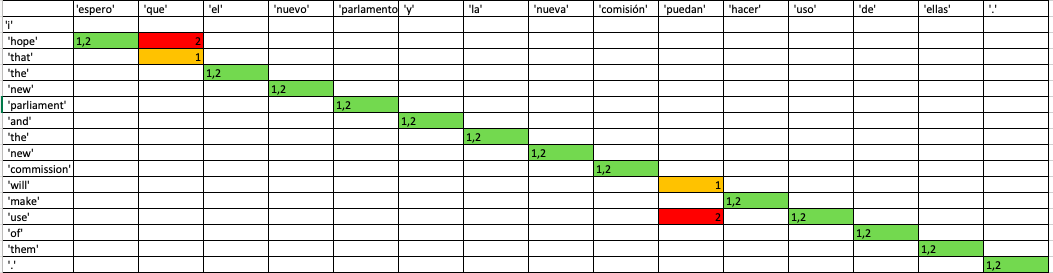 'espero' 'que' 'el' 'nuevo' 'parlamento 'y' 'la' 'nueva' 'comisión' 'puedan' 'hacer' 'uso' 'de' 'ellas' '.'
'i'
'hope' 1,2 2
'that' 1
'the' 1,2
'new' 1,2
'parliament' 1,2
'and' 1,2
'the' 1,2
'new' 1,2
'commission' 1,2
'will' 1
'make' 1,2
'use' 2 1,2
'of' 1,2
'them' 1,2
'.' 1,2